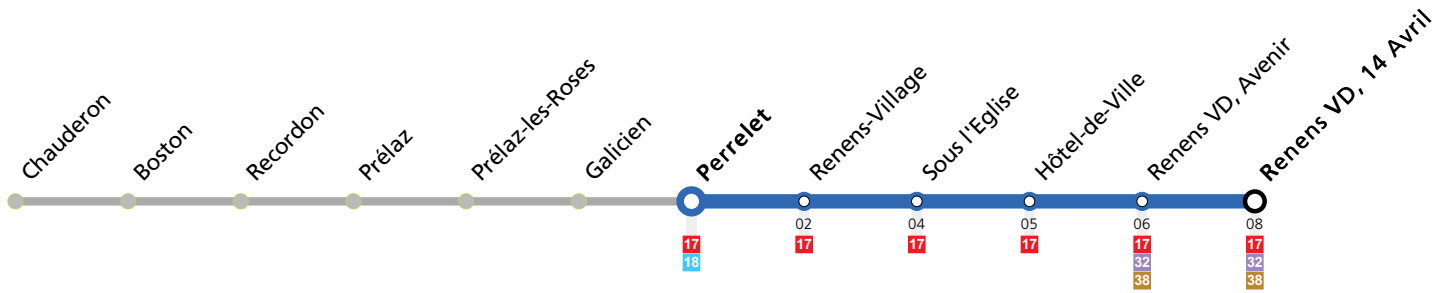 Chauderon
Boston
Recordon
Prélaz
Prélaz-les-Roses
Galicien
Perrelet
Renens-Village
Sous l'Eglise
Hôtel-de-Ville
Renens VD, Avenir
Renens VD, 14 Avril
02 04 05 06 08
17 17 17 17 17 17
18 32 32
38 38